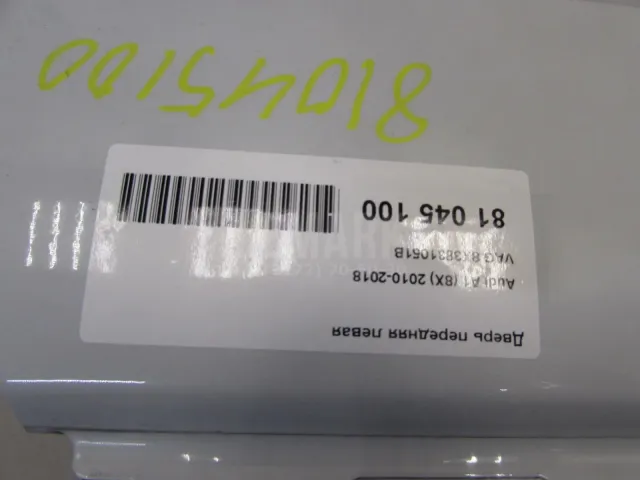 81045100
Дверь передняя левая
Audi A1 (8X) 2010-2018
VAG 8X3831051B
81 045 100